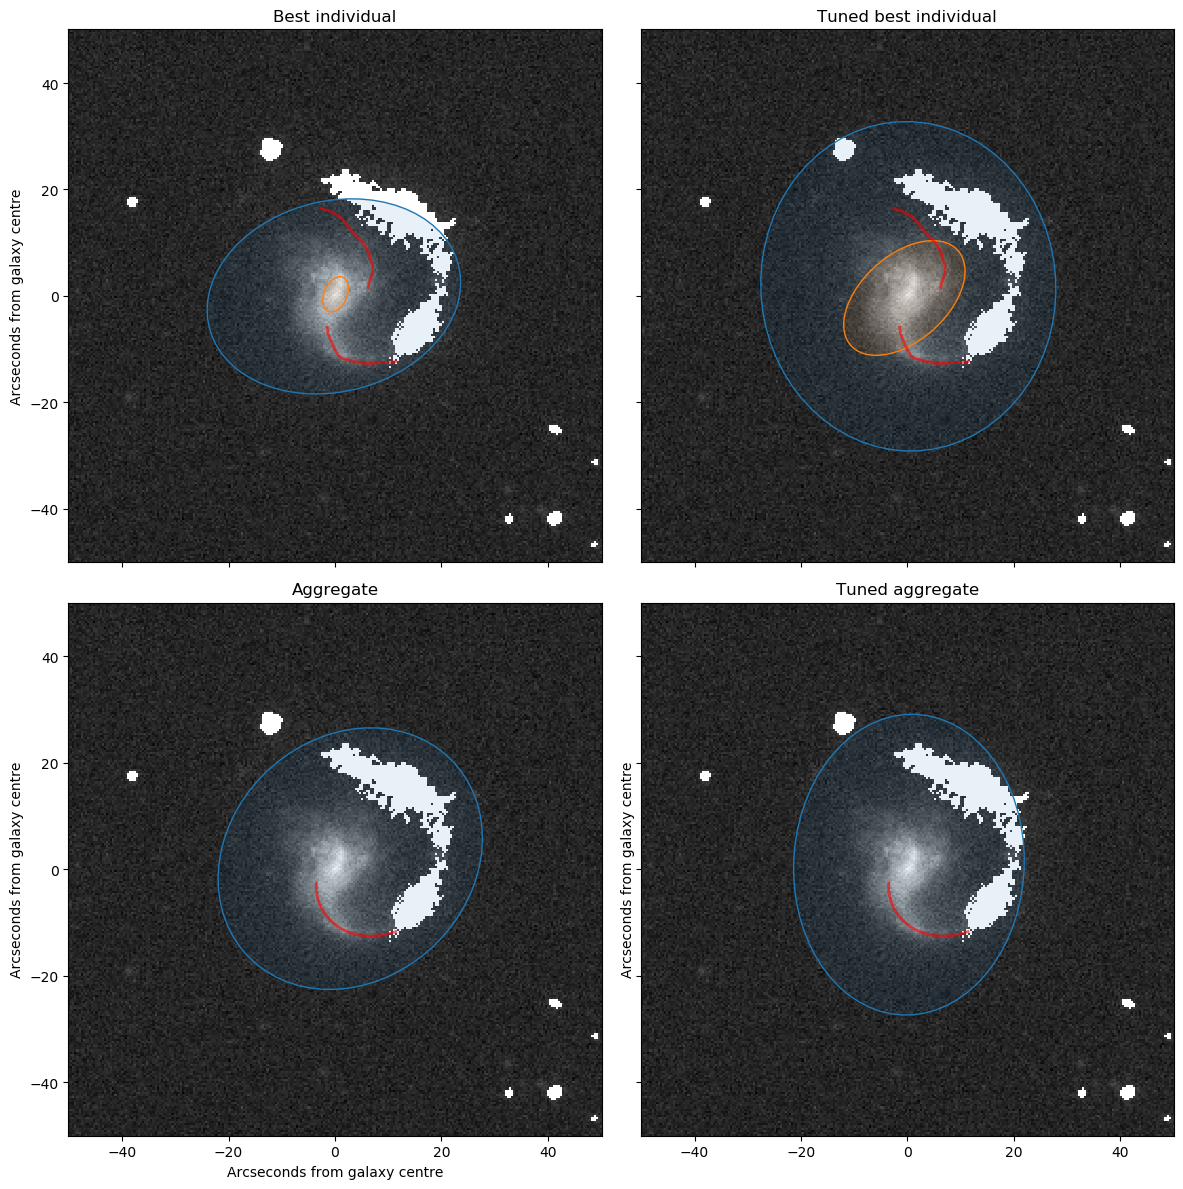 Best individual
Tuned best individual
40
20
0
−20
−40
Arcseconds from galaxy centre
Aggregate
Tuned aggregate
40
20
0
−20
−40
Arcseconds from galaxy centre
Arcseconds from galaxy centre
−40 −20 0 20 40
−40 −20 0 20 40
Arcseconds from galaxy centre